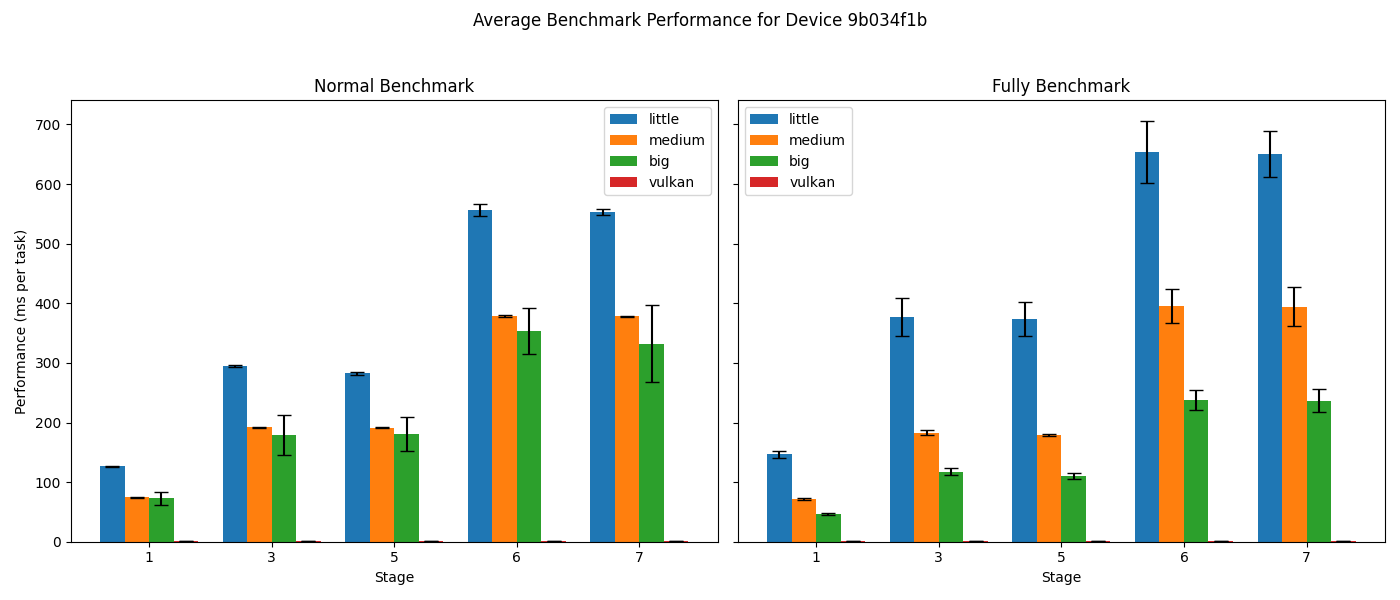 Average Benchmark Performance for Device 9b034f1b
Normal Benchmark
Performance (ms per task)
700
600
500
400
300
200
100
0
little
medium
big
vulkan
1 3 5 6 7
Stage
Fully Benchmark
little
medium
big
vulkan
1 3 5 6 7
Stage